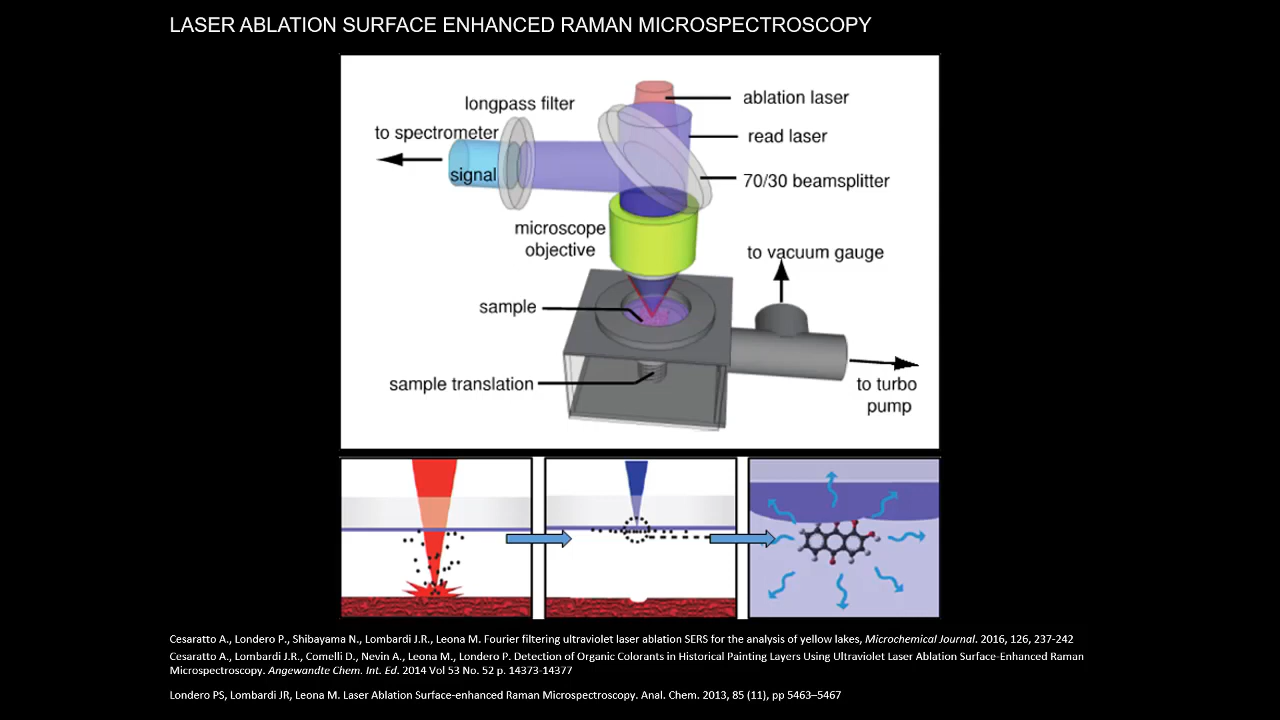 LASER ABLATION SURFACE ENHANCED RAMAN MICROSPECTROSCOPY
longpass filter
ablation laser
to spectrometer
read laser
signal
70/30 beamsplitter
microscope
objective
to vacuum gauge
sample
sample translation
to turbo
pump
Cesaratto A., Londero P., Shibayama N., Lombardi J.R., Leona M. Fourier filtering ultraviolet laser ablation SERS for the analysis of yellow lakes, Microchemical Journal. 2016, 126, 237-242
Cesaratto A., Lombardi J.R., Comelli D., Nevin A., Leona M., Londero P. Detection of Organic Colorants in Historical Painting Layers Using Ultraviolet Laser Ablation Surface-Enhanced Raman
Microspectroscopy. Angewandte Chem. Int. Ed. 2014 Vol 53 No. 52 p. 14373-14377
Londero PS, Lombardi JR, Leona M. Laser Ablation Surface-enhanced Raman Microspectroscopy. Anal. Chem. 2013, 85 (11), pp 5463–5467